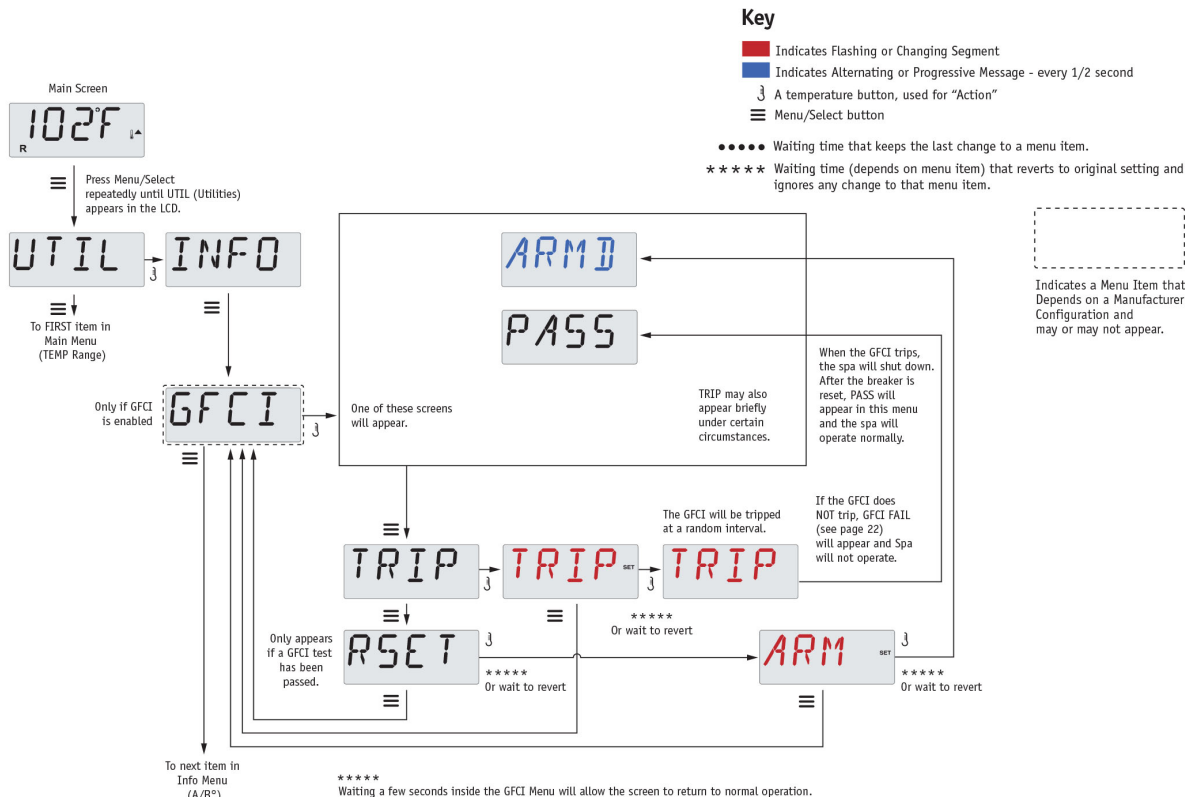 Key
Indicates Flashing or Changing Segment
Indicates Alternating or Progressive Message - every 1/2 second
A temperature button, used for “Action”
Menu/Select button
••••• Waiting time that keeps the last change to a menu item.
***** Waiting time (depends on menu item) that reverts to original setting and
ignores any change to that menu item.
Indicates a Menu Item that
Depends on a Manufacturer
Configuration and
may or may not appear.
Main Screen
102°F
R
Press Menu/Select
repeatedly until UTIL (Utilities)
appears in the LCD.
UTIL
INFO
To FIRST item in
Main Menu
(TEMP Range)
Only if GFCI
is enabled
GFCI
One of these screens
will appear.
ARMD
PASS
TRIP may also
appear briefly
under certain
circumstances.
When the GFCI trips,
the spa will shut down.
After the breaker is
reset, PASS will
appear in this menu
and the spa will
operate normally.
If the GFCI does
NOT trip, GFCI FAIL
(see page 22)
will appear and Spa
will not operate.
The GFCI will be tripped
at a random interval.
TRIP
TRIP SET
TRIP
*****
Or wait to revert
Only appears
if a GFCI test
has been
passed.
RSET
*****
Or wait to revert
ARM SET
*****
Or wait to revert
To next item in
Info Menu
(A/B°)
*****
Waiting a few seconds inside the GFCI Menu will allow the screen to return to normal operation.